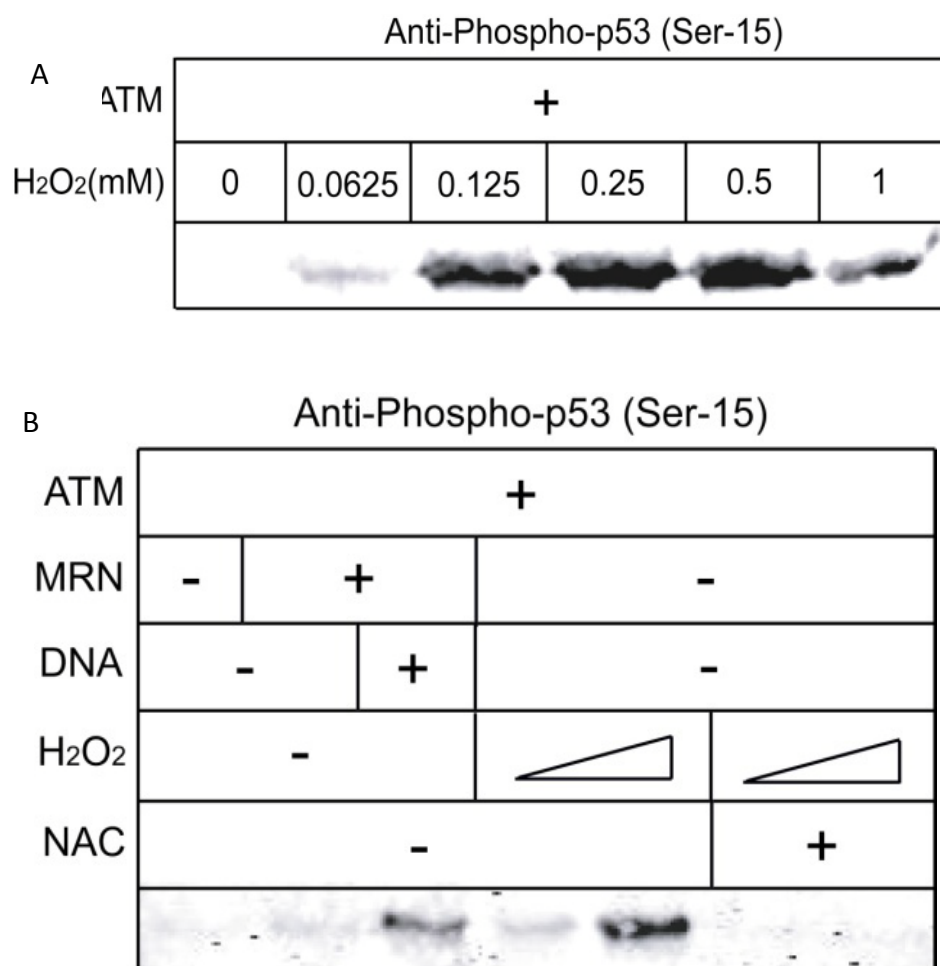 Anti-Phospho-p53 (Ser-15)
A
ATM +
H2O2(mM) 0 0.0625 0.125 0.25 0.5 1
B
Anti-Phospho-p53 (Ser-15)
ATM +
MRN - + -
DNA - + -
H2O2 -
NAC - +